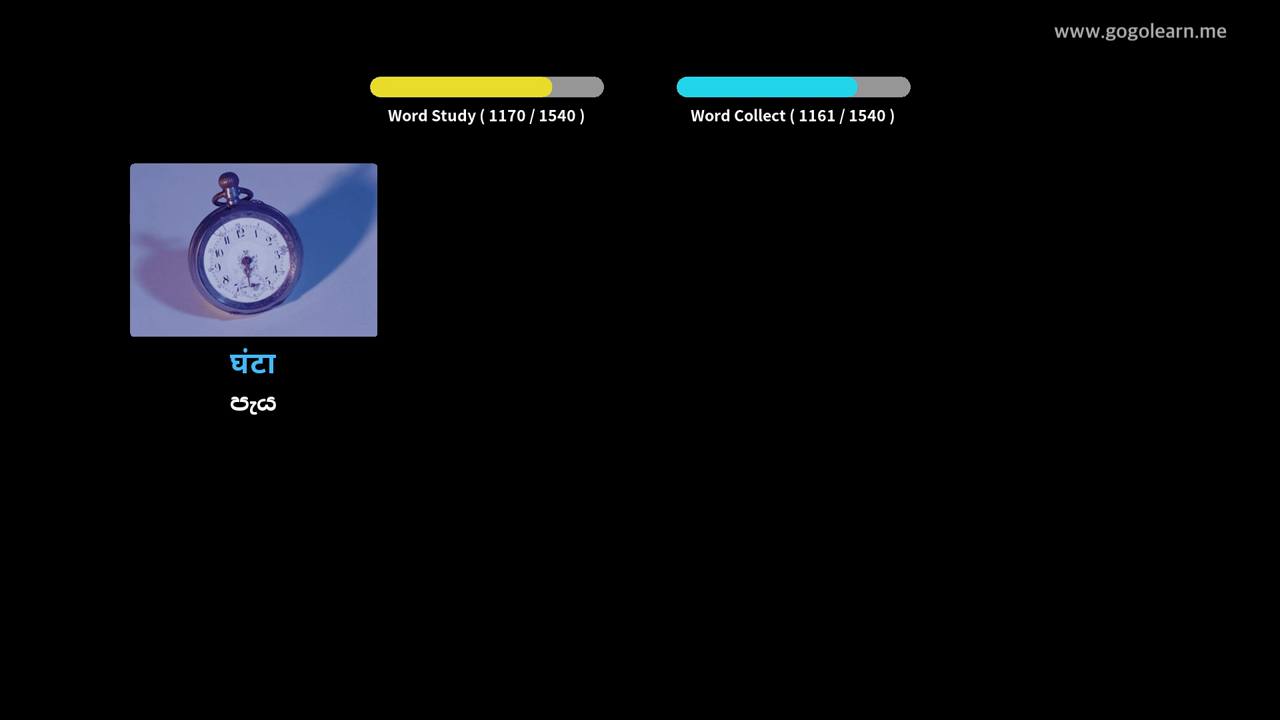 www.gogolearn.me
Word Study ( 1170 / 1540 )
Word Collect ( 1161 / 1540 )
घंटा
පැය